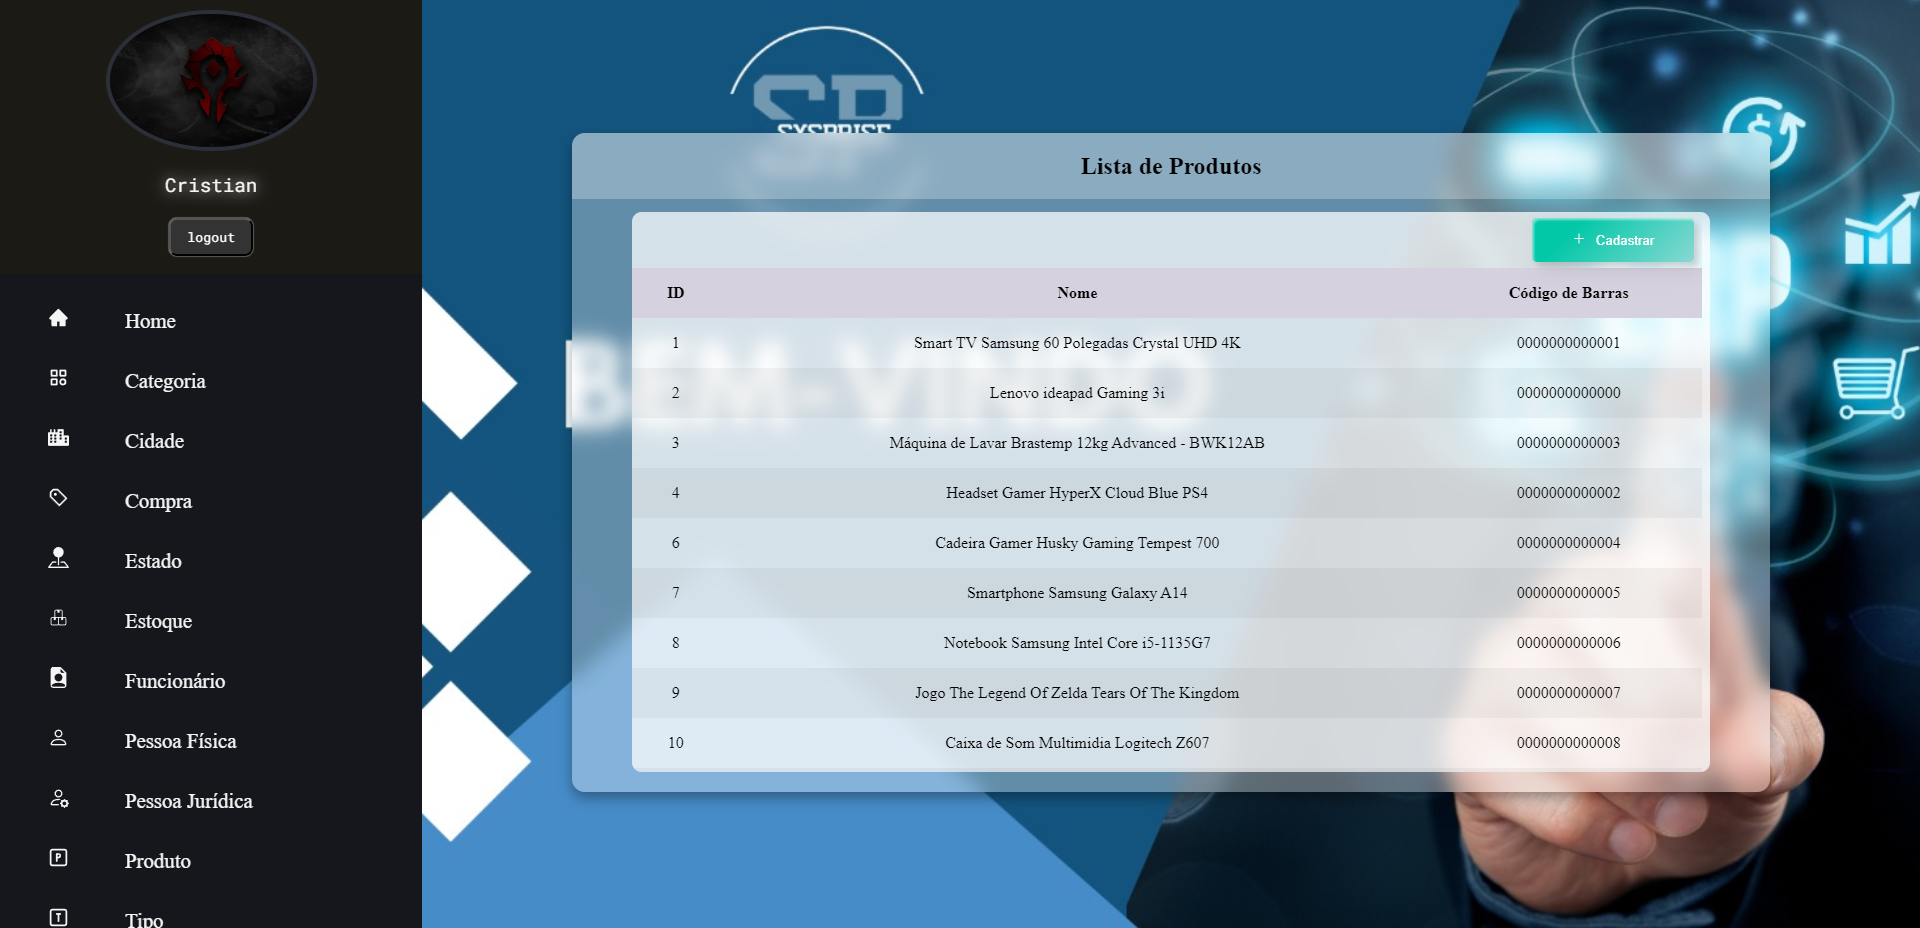 Cristian
logout
Home
Categoria
Cidade
Compra
Estado
Estoque
Funcionário
Pessoa Física
Pessoa Jurídica
Produto
Tipo
SP
SYSPRISE
BEM-VINDO
Lista de Produtos
+ Cadastrar
ID Nome Código de Barras
1 Smart TV Samsung 60 Polegadas Crystal UHD 4K 0000000000001
2 Lenovo ideapad Gaming 3i 0000000000000
3 Máquina de Lavar Brastemp 12kg Advanced - BWK12AB 0000000000003
4 Headset Gamer HyperX Cloud Blue PS4 0000000000002
6 Cadeira Gamer Husky Gaming Tempest 700 0000000000004
7 Smartphone Samsung Galaxy A14 0000000000005
8 Notebook Samsung Intel Core i5-1135G7 0000000000006
9 Jogo The Legend Of Zelda Tears Of The Kingdom 0000000000007
10 Caixa de Som Multimidia Logitech Z607 0000000000008